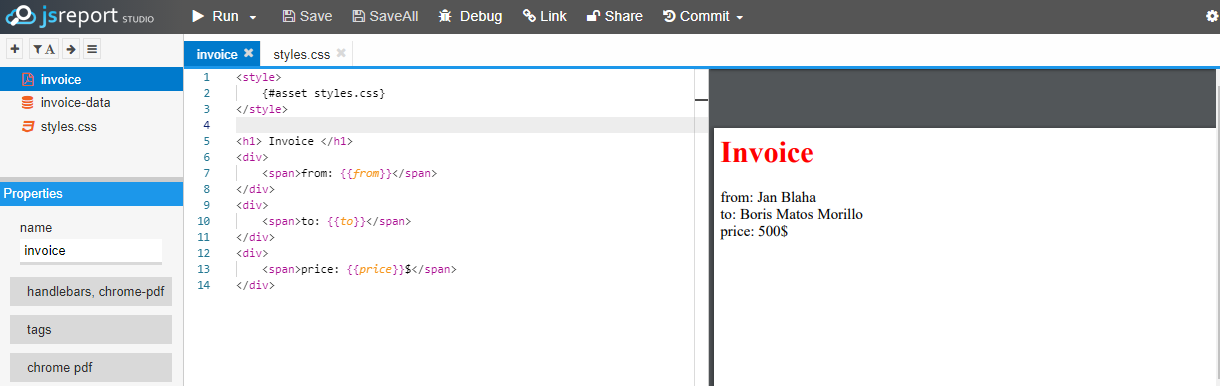 jsreport STUDIO
Run Save SaveAll Debug Link Share Commit
A
invoice
invoice-data
styles.css
Properties
name
invoice
handlebars, chrome-pdf
tags
chrome pdf
invoice styles.css
1 <style>
2 {#asset styles.css}
3 </style>
4
5 <h1> Invoice </h1>
6 <div>
7 <span>from: {{from}}</span>
8 </div>
9 <div>
10 <span>to: {{to}}</span>
11 </div>
12 <div>
13 <span>price: {{price}}$</span>
14 </div>
Invoice
from: Jan Blaha
to: Boris Matos Morillo
price: 500$